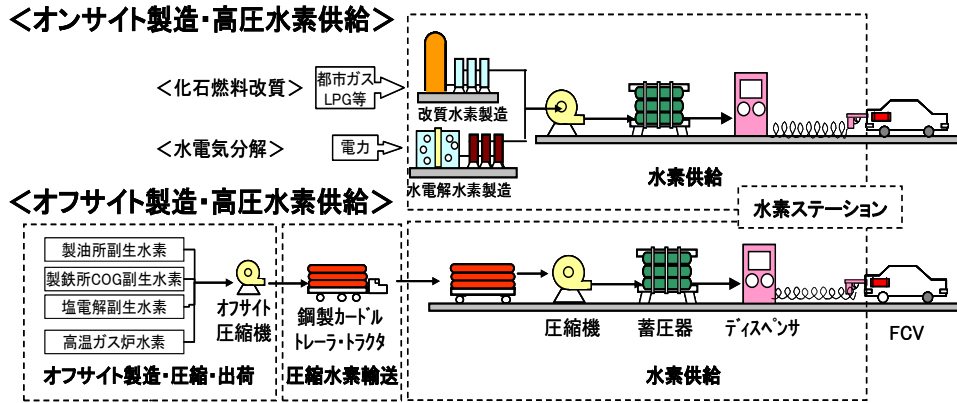 ＜オンサイト製造・高圧水素供給＞
＜化石燃料改質＞
都市ガス
LPG等
改質水素製造
＜水電気分解＞
電力
水電解水素製造
水素供給
＜オフサイト製造・高圧水素供給＞
水素ステーション
製油所副生水素
製鉄所COG副生水素
塩電解副生水素
高温ガス炉水素
オフサイト
圧縮機
鋼製カードル
トレーラ・トラクタ
圧縮機
蓄圧器
ディスペンサ
FCV
オフサイト製造・圧縮・出荷
圧縮水素輸送
水素供給